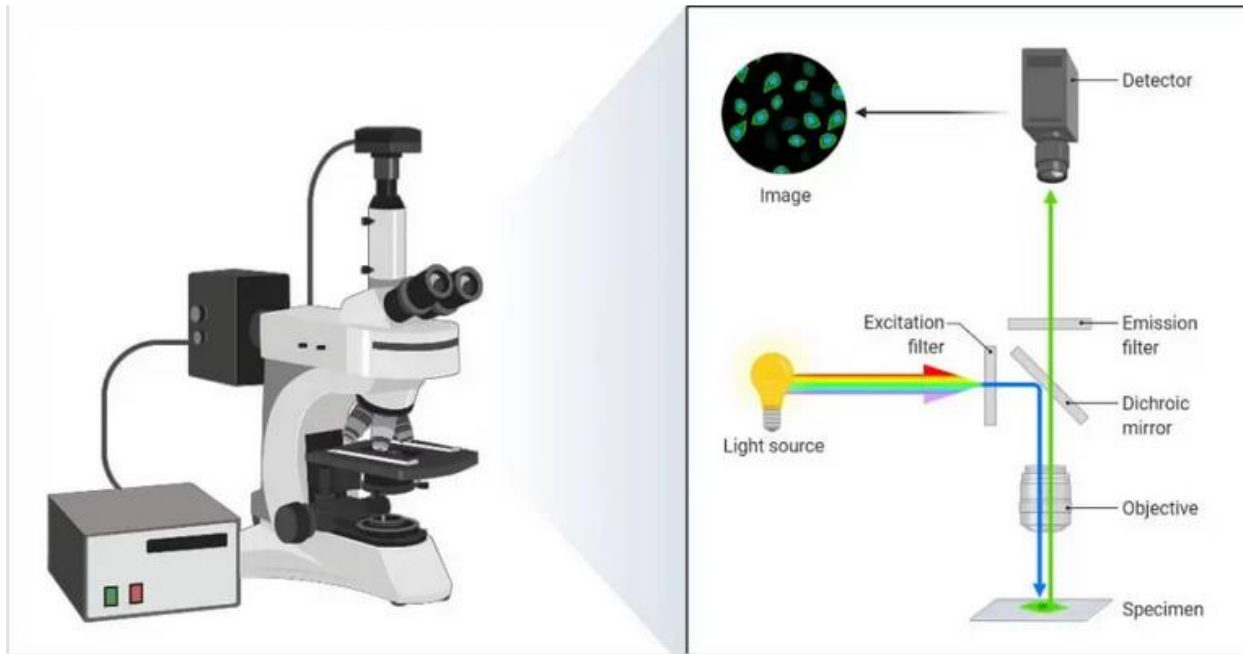 Detector
Image
Excitation
filter
Emission
filter
Dichroic
mirror
Light source
Objective
Specimen